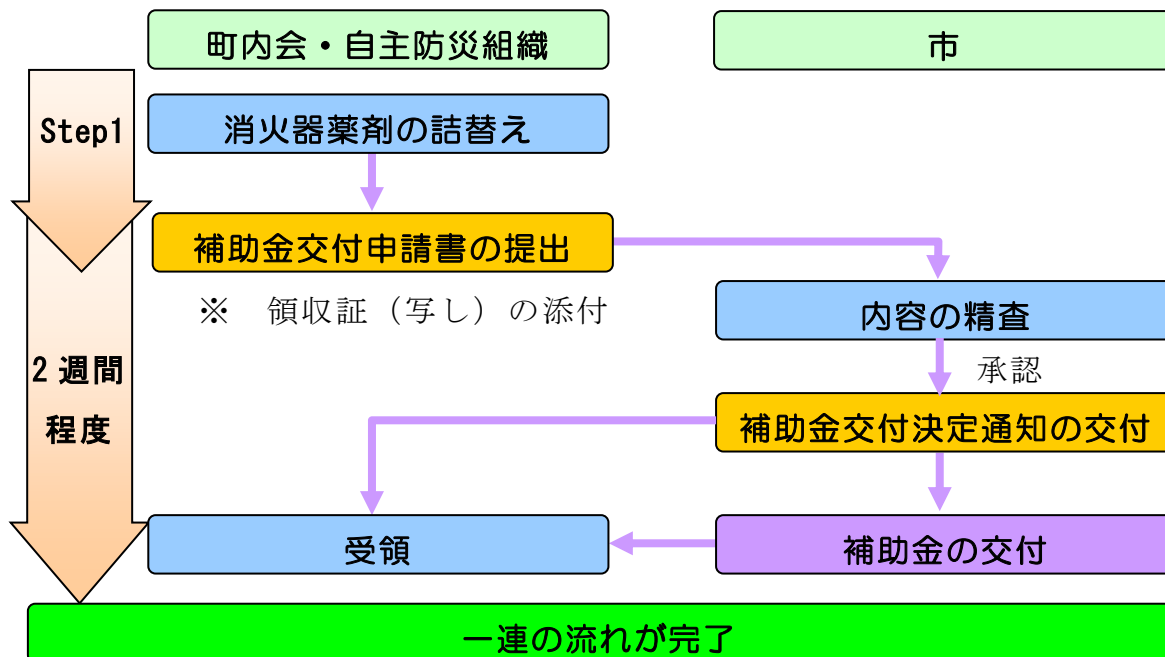 町内会・自主防災組織
市
Step1
消火器薬剤の詰替え
補助金交付申請書の提出
※　領収証（写し）の添付
内容の精査
2週間
程度
承認
補助金交付決定通知の交付
受領
補助金の交付
一連の流れが完了